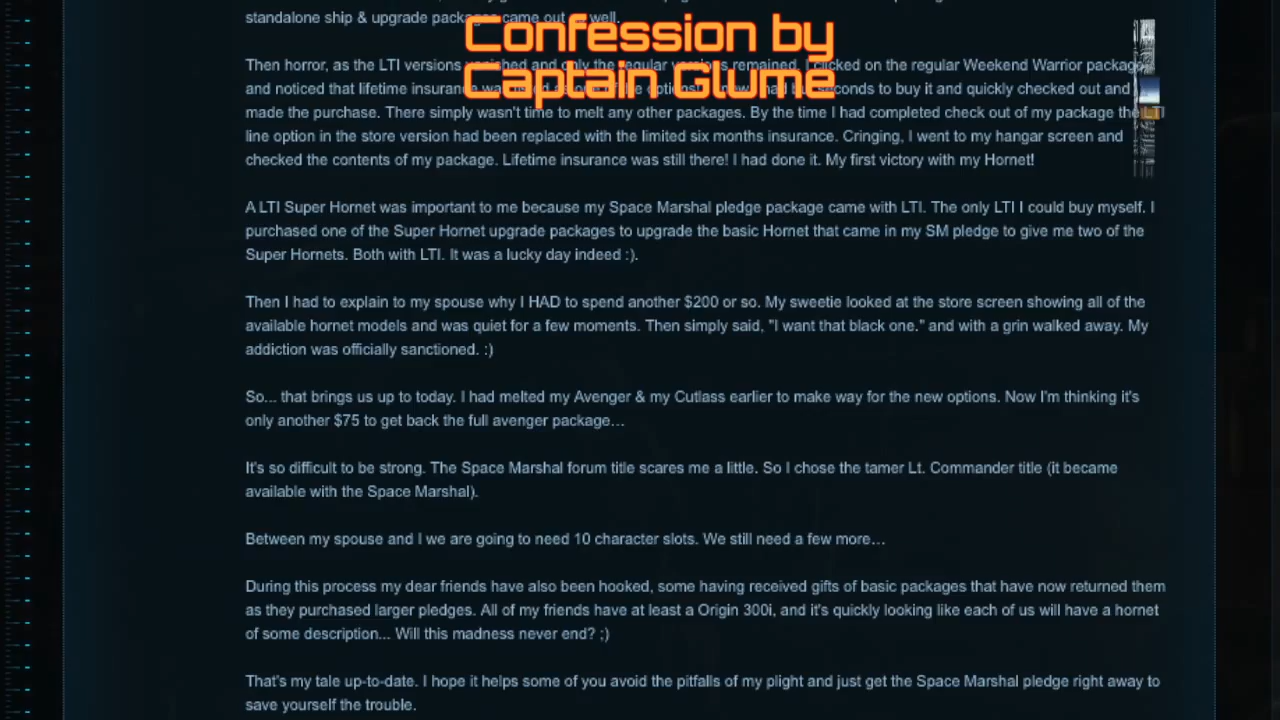 standalone ship & upgrade packages came out as well.
Confession by
Captain Glume
Then horror, as the LTI versions vanished and only the regular versions remained. I clicked on the regular Weekend Warrior package
and noticed that lifetime insurance was listed as one of the options! I knew I had but seconds to buy it and quickly checked out and
made the purchase. There simply wasn't time to melt any other packages. By the time I had completed check out of my package the
line option in the store version had been replaced with the limited six months insurance. Cringing, I went to my hangar screen and
checked the contents of my package. Lifetime insurance was still there! I had done it. My first victory with my Hornet!
A LTI Super Hornet was important to me because my Space Marshal pledge package came with LTI. The only LTI I could buy myself. I
purchased one of the Super Hornet upgrade packages to upgrade the basic Hornet that came in my SM pledge to give me two of the
Super Hornets. Both with LTI. It was a lucky day indeed :).
Then I had to explain to my spouse why I HAD to spend another $200 or so. My sweetie looked at the store screen showing all of the
available hornet models and was quiet for a few moments. Then simply said, "I want that black one." and with a grin walked away. My
addiction was officially sanctioned. :)
So... that brings us up to today. I had melted my Avenger & my Cutlass earlier to make way for the new options. Now I'm thinking it's
only another $75 to get back the full avenger package…
It's so difficult to be strong. The Space Marshal forum title scares me a little. So I chose the tamer Lt. Commander title (it became
available with the Space Marshal).
Between my spouse and I we are going to need 10 character slots. We still need a few more…
During this process my dear friends have also been hooked, some having received gifts of basic packages that have now returned them
as they purchased larger pledges. All of my friends have at least a Origin 300i, and it's quickly looking like each of us will have a hornet
of some description... Will this madness never end? ;)
That's my tale up-to-date. I hope it helps some of you avoid the pitfalls of my plight and just get the Space Marshal pledge right away to
save yourself the trouble.